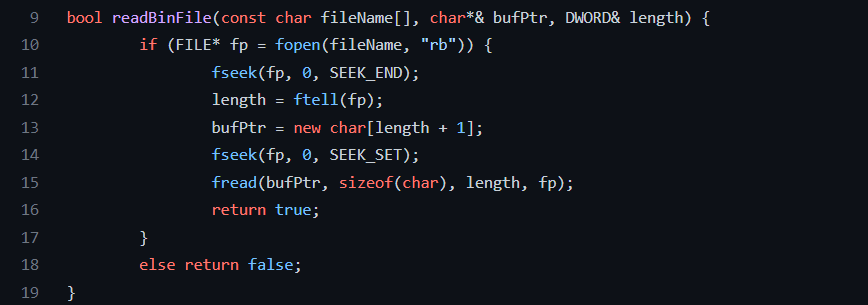 9 bool readBinFile(const char fileName[], char*& bufPtr, DWORD& length) {
10         if (FILE* fp = fopen(fileName, "rb")) {
11                 fseek(fp, 0, SEEK_END);
12                 length = ftell(fp);
13                 bufPtr = new char[length + 1];
14                 fseek(fp, 0, SEEK_SET);
15                 fread(bufPtr, sizeof(char), length, fp);
16                 return true;
17         }
18         else return false;
19 }